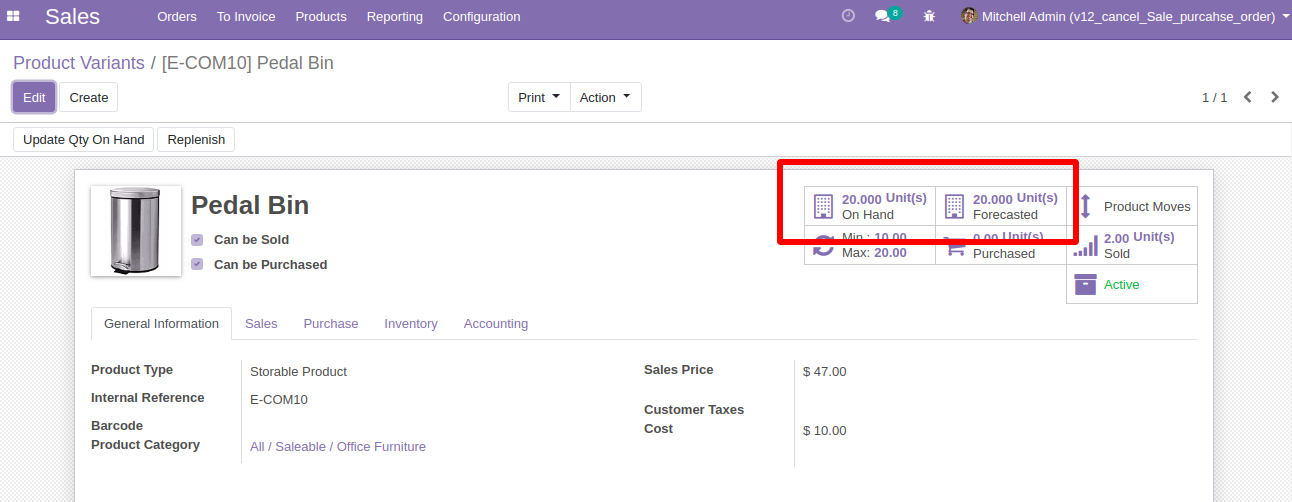 Sales Orders To Invoice Products Reporting Configuration 8 Mitchell Admin (v12_cancel_Sale_purcahse_order)
Product Variants / [E-COM10] Pedal Bin
Edit Create Print Action 1 / 1
Update Qty On Hand Replenish
Pedal Bin
Can be Sold
Can be Purchased
20.000 Unit(s)
On Hand
20.000 Unit(s)
Forecasted
Product Moves
Min : 10.00
Max: 20.00
0.00 Unit(s)
Purchased
2.00 Unit(s)
Sold
Active
General Information Sales Purchase Inventory Accounting
Product Type Storable Product
Internal Reference E-COM10
Barcode
Product Category All / Saleable / Office Furniture
Sales Price $ 47.00
Customer Taxes
Cost $ 10.00